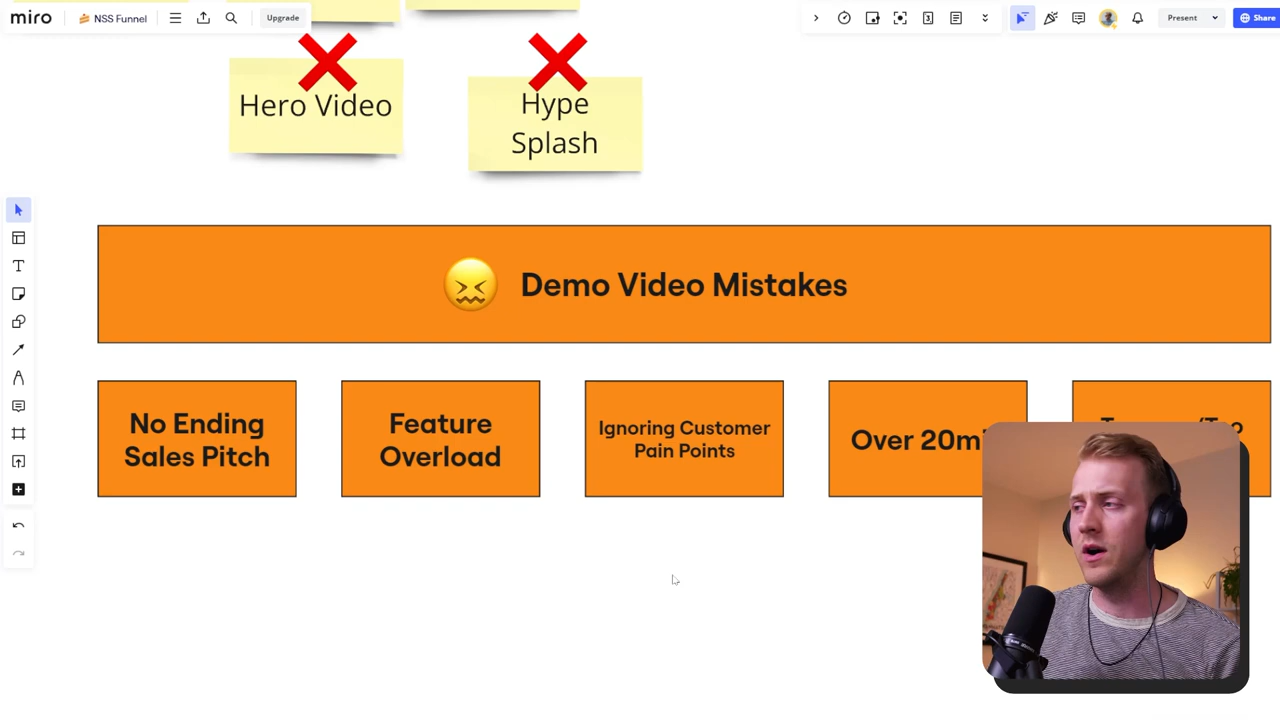 miro
NSS Funnel
Upgrade
3
Present
Share
Hero Video
Hype
Splash
Demo Video Mistakes
No Ending
Sales Pitch
Feature
Overload
Ignoring Customer
Pain Points
Over 20m